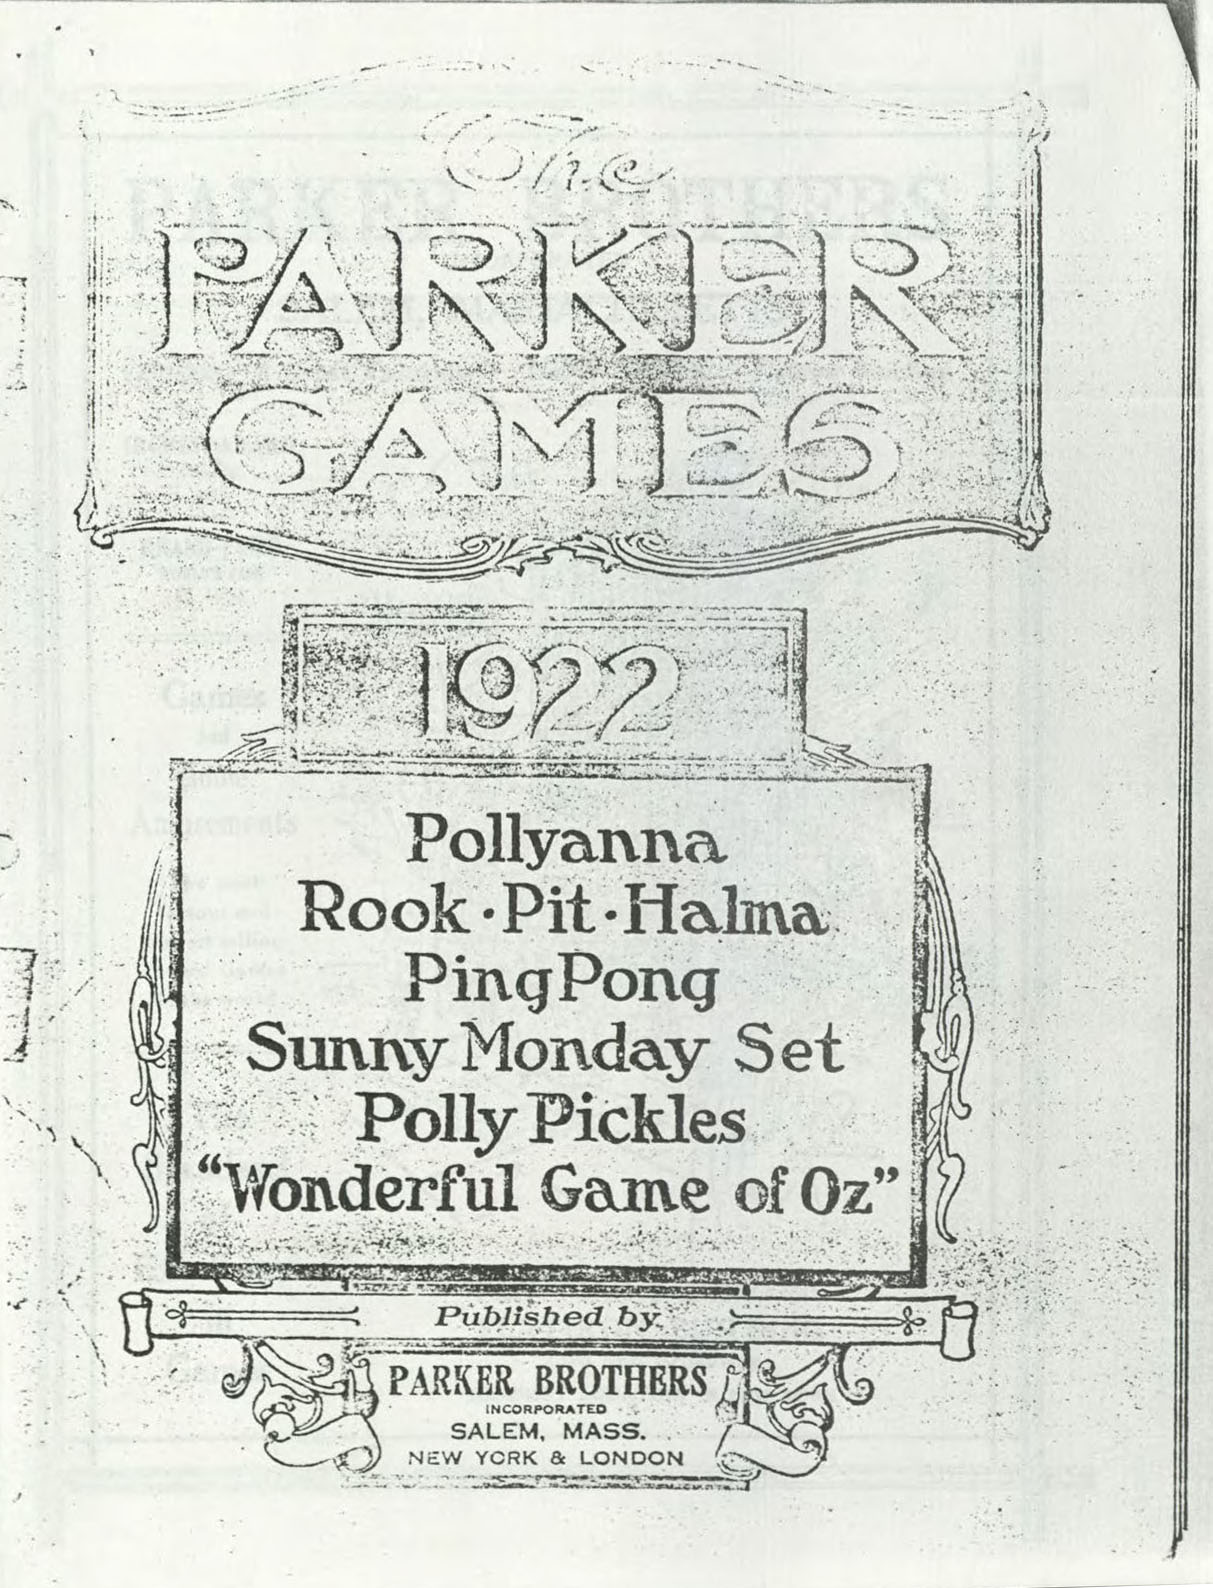 The
PARKER
GAMES
1922
Pollyanna
Rook · Pit · Halma
Ping Pong
Sunny Monday Set
Polly Pickles
“Wonderful Game of Oz”
Published by
PARKER BROTHERS
INCORPORATED
SALEM, MASS.
NEW YORK & LONDON